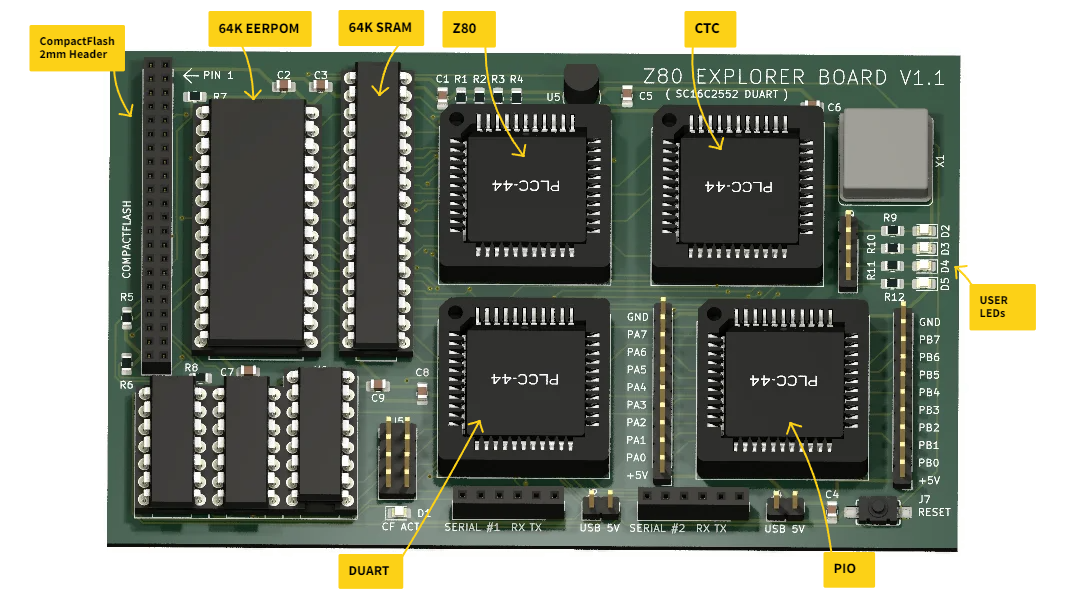 CompactFlash
2mm Header
64K EERPOM
64K SRAM
Z80
CTC
PIN 1
C2
C3
R7
C1 R1 R2 R3 R4
U5
C5
Z80 EXPLORER BOARD V1.1
( SC16C2552 DUART )
C6
X1
PLCC-44
PLCC-44
COMPACTFLASH
R9
D2
R10
D3
R11
D4
D5
R12
USER
LEDs
R5
R6
R8
C7
C9
C8
J5
PLCC-44
GND
PA7
PA6
PA5
PA4
PA3
PA2
PA1
PA0
+5V
PLCC-44
GND
PB7
PB6
PB5
PB4
PB3
PB2
PB1
PB0
+5V
D1
CF ACT
SERIAL #1 RX TX
USB 5V
SERIAL #2 RX TX
USB 5V
C4
J7
RESET
DUART
PIO